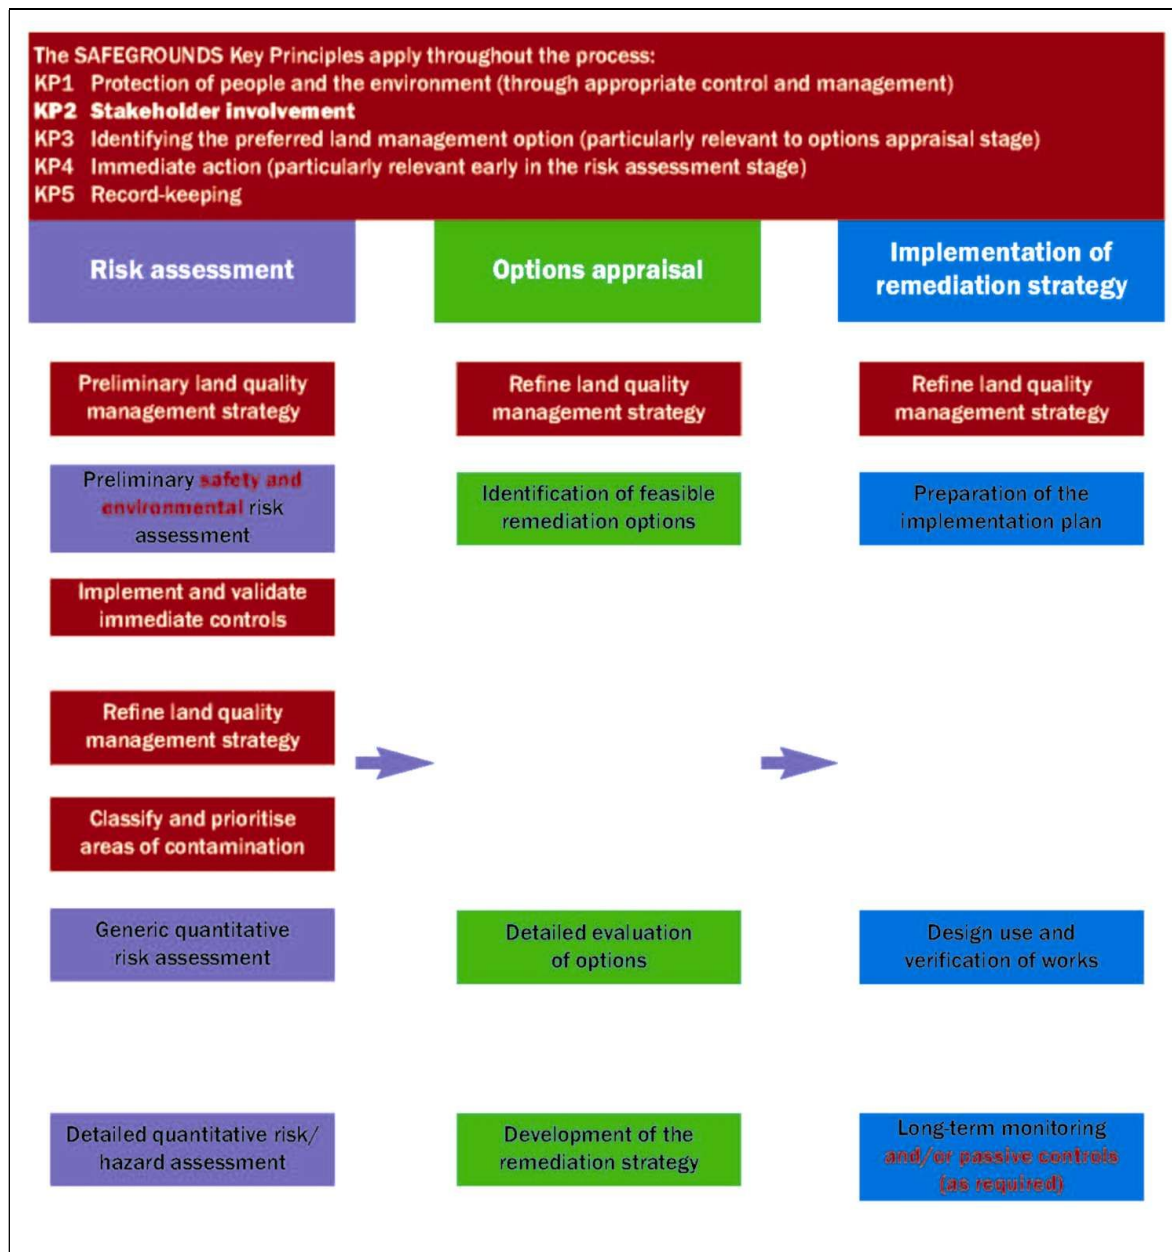 The SAFEGROUNDS Key Principles apply throughout the process:
KP1 Protection of people and the environment (through appropriate control and management)
KP2 Stakeholder involvement
KP3 Identifying the preferred land management option (particularly relevant to options appraisal stage)
KP4 Immediate action (particularly relevant early in the risk assessment stage)
KP5 Record-keeping
Risk assessment
Options appraisal
Implementation of
remediation strategy
Preliminary land quality
management strategy
Refine land quality
management strategy
Refine land quality
management strategy
Preliminary safety and
environmental risk
assessment
Identification of feasible
remediation options
Preparation of the
implementation plan
Implement and validate
immediate controls
Refine land quality
management strategy
Classify and prioritise
areas of contamination
Generic quantitative
risk assessment
Detailed evaluation
of options
Design use and
verification of works
Detailed quantitative risk/
hazard assessment
Development of the
remediation strategy
Long-term monitoring
and/or passive controls
(as required)